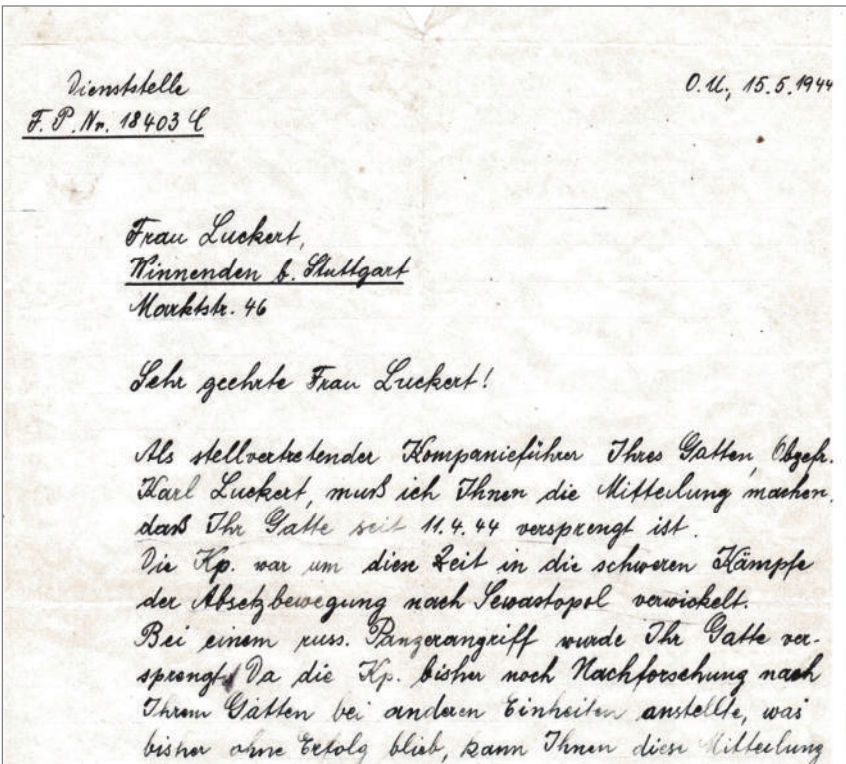 Dienststelle
F. P. Nr. 18403 C
O.U., 15.5.1944
Frau Luckert,
Winnenden b. Stuttgart
Marktstr. 46
Sehr geehrte Frau Luckert!
Als stellvertretender Kompanieführer Ihres Gatten, Obgefr.
Karl Luckert, muß ich Ihnen die Mitteilung machen,
daß Ihr Gatte seit 11.4.44 versprengt ist.
Die Kp. war um diese Zeit in die schweren Kämpfe
der Absetzbewegung nach Sewastopol verwickelt.
Bei einem russ. Panzerangriff wurde Ihr Gatte ver-
sprengt. Da die Kp. bisher noch Nachforschung nach
Ihrem Gatten bei anderen Einheiten anstellte, was
bisher ohne Erfolg blieb, kann Ihnen diese Mitteilung